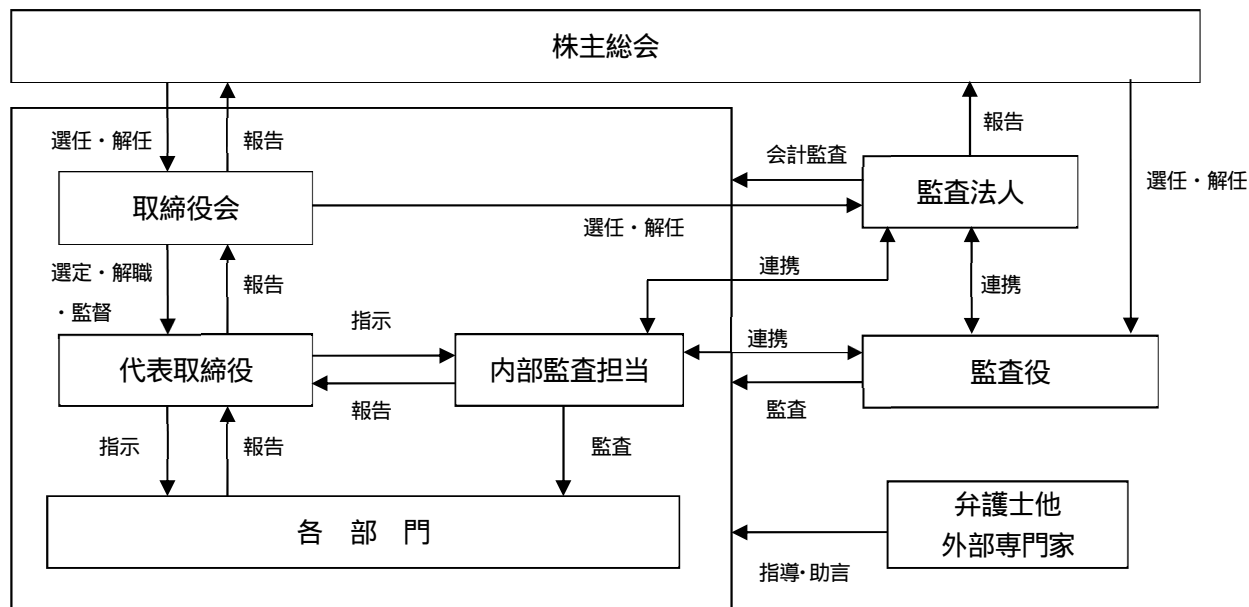 株主総会
選任・解任
報告
報告
会計監査
監査法人
選任・解任
取締役会
選任・解任
選定・解職
・監督
報告
連携
連携
指示
代表取締役
内部監査担当
連携
監査役
報告
監査
指示
報告
監査
各　部　門
弁護士他
外部専門家
指導・助言